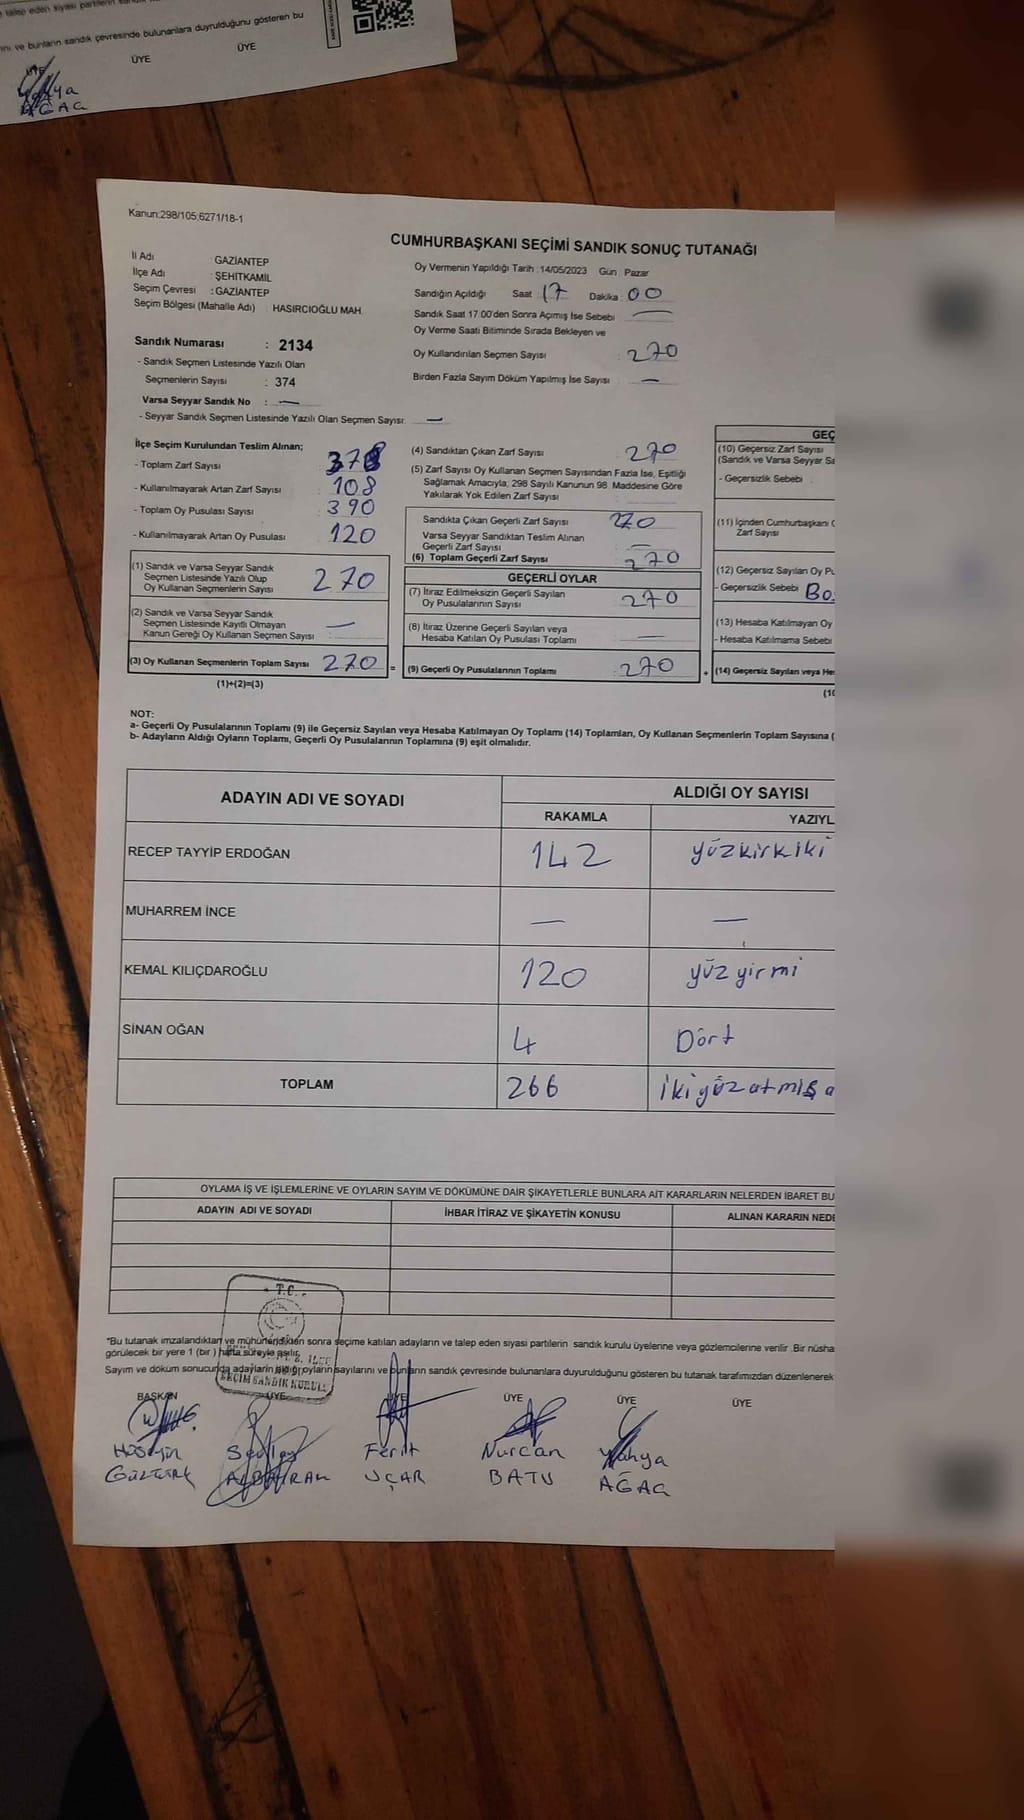 talep eden siyasi partilerin
ını ve bunların sandık çevresinde bulunanlara duyurulduğunu gösteren bu
ÜYE ÜYE ÜYE
Yahya
AĞAÇ
Kanun:298/105;6271/18-1
CUMHURBAŞKANI SEÇİMİ SANDIK SONUÇ TUTANAĞI
İl Adı GAZİANTEP
İlçe Adı : ŞEHİTKAMİL
Seçim Çevresi : GAZİANTEP
Seçim Bölgesi (Mahalle Adı) : HASIRCIOĞLU MAH.
Sandık Numarası : 2134
- Sandık Seçmen Listesinde Yazılı Olan
Seçmenlerin Sayısı : 374
Varsa Seyyar Sandık No : —
- Seyyar Sandık Seçmen Listesinde Yazılı Olan Seçmen Sayısı: —
Oy Vermenin Yapıldığı Tarih :14/05/2023 Gün : Pazar
Sandığın Açıldığı Saat : 17 Dakika : 00
Sandık Saat 17.00'den Sonra Açımış İse Sebebi —
Oy Verme Saati Bitiminde Sırada Bekleyen ve
Oy Kullandırılan Seçmen Sayısı : 270
Birden Fazla Sayım Döküm Yapılmış İse Sayısı : —
İlçe Seçim Kurulundan Teslim Alınan;
- Toplam Zarf Sayısı : 378
- Kullanılmayarak Artan Zarf Sayısı : 108
- Toplam Oy Pusulası Sayısı : 390
- Kullanılmayarak Artan Oy Pusulası : 120
(1) Sandık ve Varsa Seyyar Sandık
Seçmen Listesinde Yazılı Olup
Oy Kullanan Seçmenlerin Sayısı : 270
(2) Sandık ve Varsa Seyyar Sandık
Seçmen Listesinde Kayıtlı Olmayan
Kanun Gereği Oy Kullanan Seçmen Sayısı : —
(3) Oy Kullanan Seçmenlerin Toplam Sayısı : 270 =
(1)+(2)=(3)
(4) Sandıktan Çıkan Zarf Sayısı : 270
(5) Zarf Sayısı Oy Kullanan Seçmen Sayısından Fazla İse, Eşitliği
Sağlamak Amacıyla, 298 Sayılı Kanunun 98. Maddesine Göre
Yakılarak Yok Edilen Zarf Sayısı :
Sandıkta Çıkan Geçerli Zarf Sayısı : 270
Varsa Seyyar Sandıktan Teslim Alınan
Geçerli Zarf Sayısı : —
(6) Toplam Geçerli Zarf Sayısı : 270
GEÇERLİ OYLAR
(7) İtiraz Edilmeksizin Geçerli Sayılan
Oy Pusulalarının Sayısı : 270
(8) İtiraz Üzerine Geçerli Sayılan veya
Hesaba Katılan Oy Pusulası Toplamı : —
(9) Geçerli Oy Pusulalarının Toplamı : 270 +
GEÇ
(10) Geçersiz Zarf Sayısı
(Sandık ve Varsa Seyyar Sa
- Geçersizlik Sebebi :
(11) İçinden Cumhurbaşkanı
Zarf Sayısı
(12) Geçersiz Sayılan Oy Pu
- Geçersizlik Sebebi : Bo
(13) Hesaba Katılmayan Oy
- Hesaba Katılmama Sebebi
(14) Geçersiz Sayılan veya He
(10
NOT:
a- Geçerli Oy Pusulalarının Toplamı (9) ile Geçersiz Sayılan veya Hesaba Katılmayan Oy Toplamı (14) Toplamları, Oy Kullanan Seçmenlerin Toplam Sayısına (
b- Adayların Aldığı Oyların Toplamı, Geçerli Oy Pusulalarının Toplamına (9) eşit olmalıdır.
ADAYIN ADI VE SOYADI ALDIĞI OY SAYISI
RAKAMLA YAZIYL
RECEP TAYYİP ERDOĞAN 142 yüzkırkiki
MUHARREM İNCE — —
KEMAL KILIÇDAROĞLU 120 yüzyirmi
SİNAN OĞAN 4 Dört
TOPLAM 266 ikiyüzatmış a
OYLAMA İŞ VE İŞLEMLERİNE VE OYLARIN SAYIM VE DÖKÜMÜNE DAİR ŞİKAYETLERLE BUNLARA AİT KARARLARIN NELERDEN İBARET BU
ADAYIN ADI VE SOYADI İHBAR İTİRAZ VE ŞİKAYETİN KONUSU ALINAN KARARIN NEDE
T.C.
SEÇİM SANDIK KURULU
*Bu tutanak imzalandıktan ve mühürlendikten sonra seçime katılan adayların ve talep eden siyasi partilerin sandık kurulu üyelerine veya gözlemcilerine verilir .Bir nüsha
görülecek bir yere 1 (bir ) hafta süreyle asılır.
Sayım ve döküm sonucunda adayların aldığı oyların sayılarını ve bunların sandık çevresinde bulunanlara duyurulduğunu gösteren bu tutanak tarafımızdan düzenlenerek
BAŞKAN ÜYE ÜYE ÜYE ÜYE ÜYE
Hüseyin Ferit Nurcan Yahya
UÇAR BATU AĞAÇ